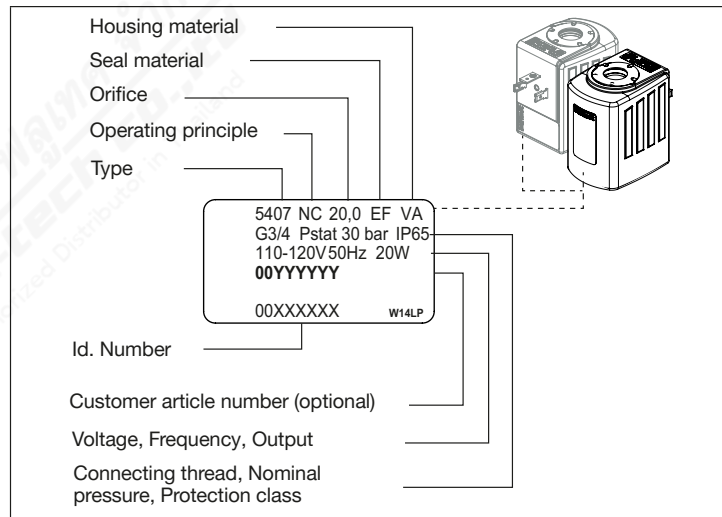 Housing material
Seal material
Orifice
Operating principle
Type
5407 NC 20,0 EF VA
G3/4 Pstat 30 bar IP65
110-120V 50Hz 20W
00YYYYYY
00XXXXXX W14LP
Id. Number
Customer article number (optional)
Voltage, Frequency, Output
Connecting thread, Nominal
pressure, Protection class